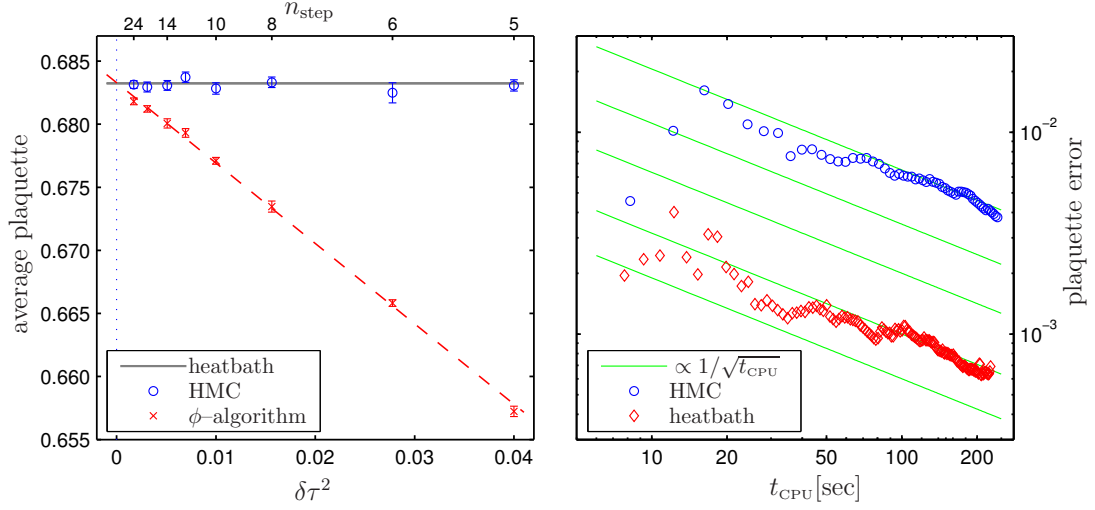 n_step
24 14 10 8 6 5
average plaquette
0.685
0.680
0.675
0.670
0.665
0.660
0.655
heatbath
HMC
ϕ–algorithm
0 0.01 0.02 0.03 0.04
δτ²
10⁻²
10⁻³
plaquette error
∝ 1/√t_CPU
HMC
heatbath
10 20 50 100 200
t_CPU[sec]